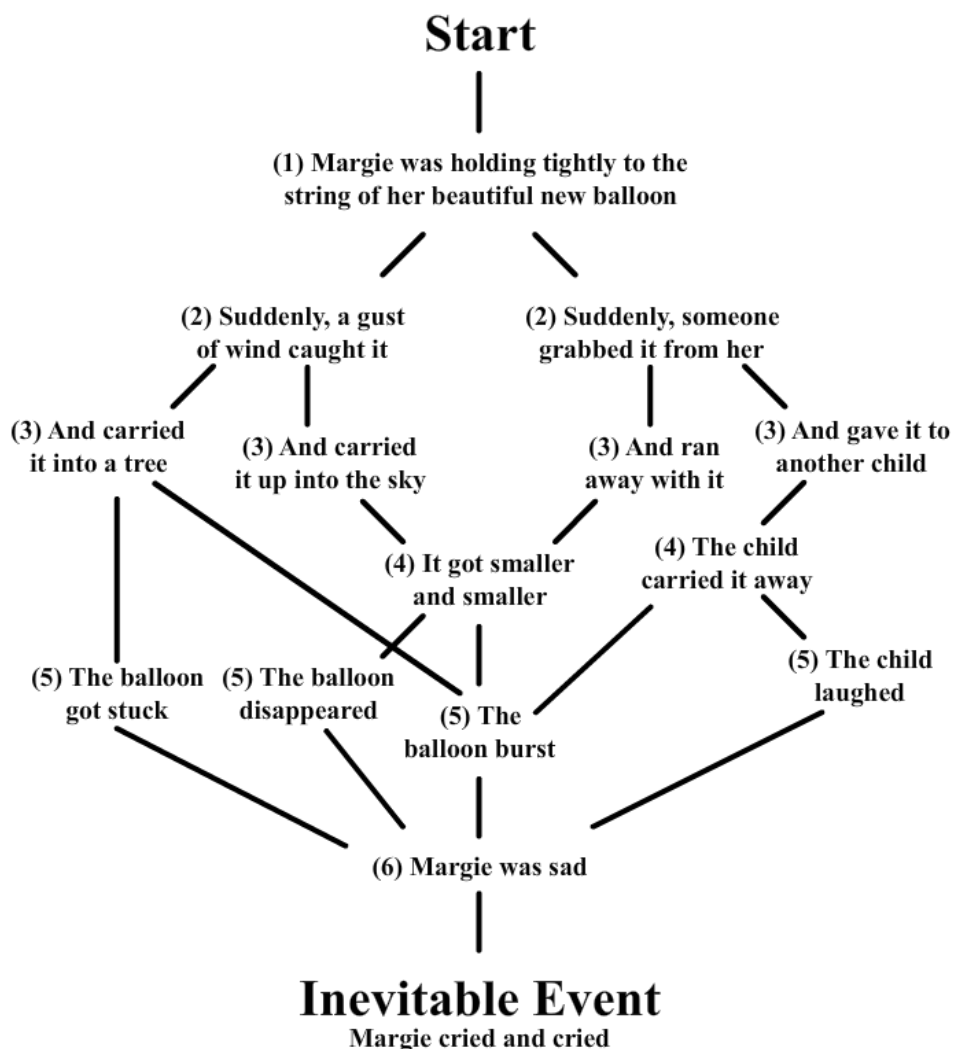 Start
(1) Margie was holding tightly to the
string of her beautiful new balloon
(2) Suddenly, a gust
of wind caught it
(2) Suddenly, someone
grabbed it from her
(3) And carried
it into a tree
(3) And carried
it up into the sky
(3) And ran
away with it
(3) And gave it to
another child
(4) It got smaller
and smaller
(4) The child
carried it away
(5) The balloon
got stuck
(5) The balloon
disappeared
(5) The
balloon burst
(5) The child
laughed
(6) Margie was sad
Inevitable Event
Margie cried and cried